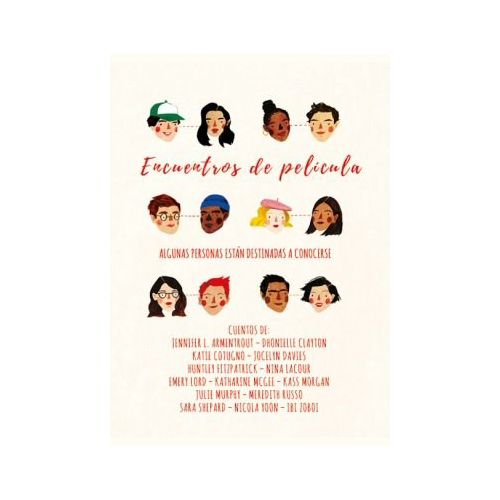 Encuentros de película
ALGUNAS PERSONAS ESTÁN DESTINADAS A CONOCERSE
CUENTOS DE:
JENNIFER L. ARMENTROUT – DHONIELLE CLAYTON
KATIE COTUGNO – JOCELYN DAVIES
HUNTLEY FITZPATRICK – NINA LACOUR
EMERY LORD – KATHARINE MCGEE – KASS MORGAN
JULIE MURPHY – MEREDITH RUSSO
SARA SHEPARD – NICOLA YOON – IBI ZOBOI